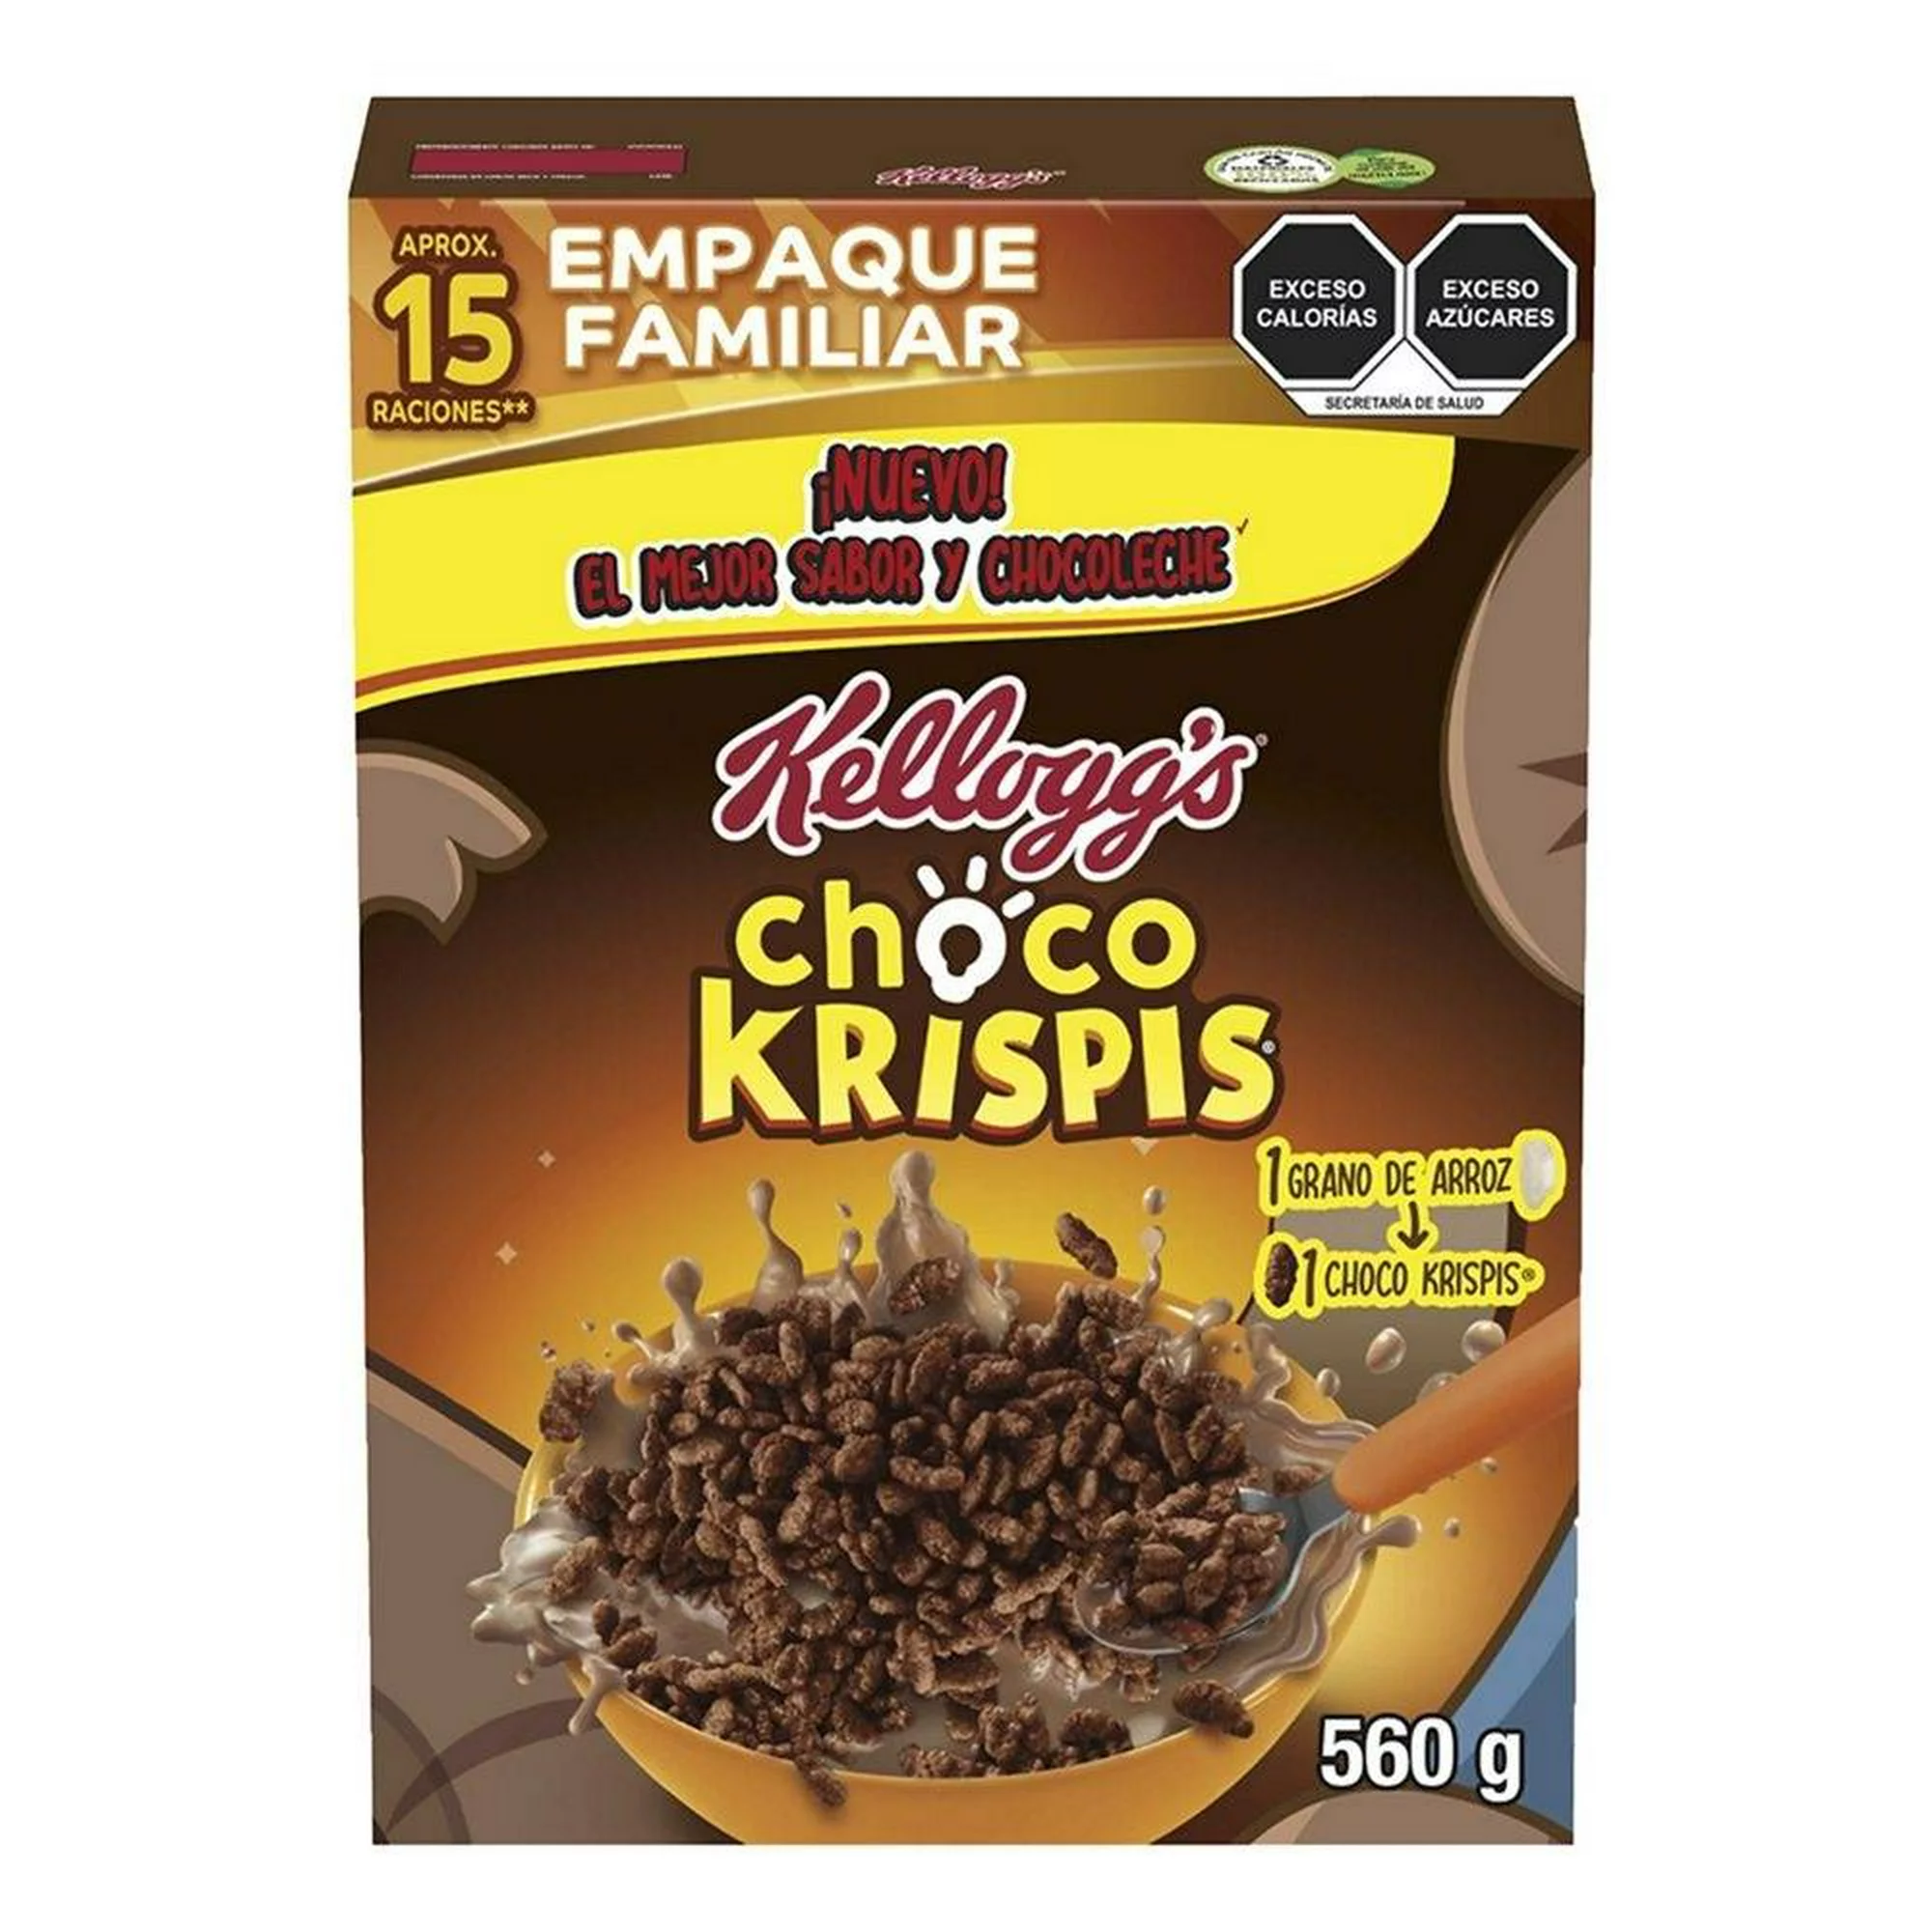 Kellogg's®
APROX.
15
RACIONES**
EMPAQUE
FAMILIAR
EXCESO
CALORÍAS
EXCESO
AZÚCARES
SECRETARÍA DE SALUD
¡NUEVO!
EL MEJOR SABOR Y CHOCOLECHE
Kellogg's®
choco
KRISPIS®
1 GRANO DE ARROZ
1 CHOCO KRISPIS®
560 g